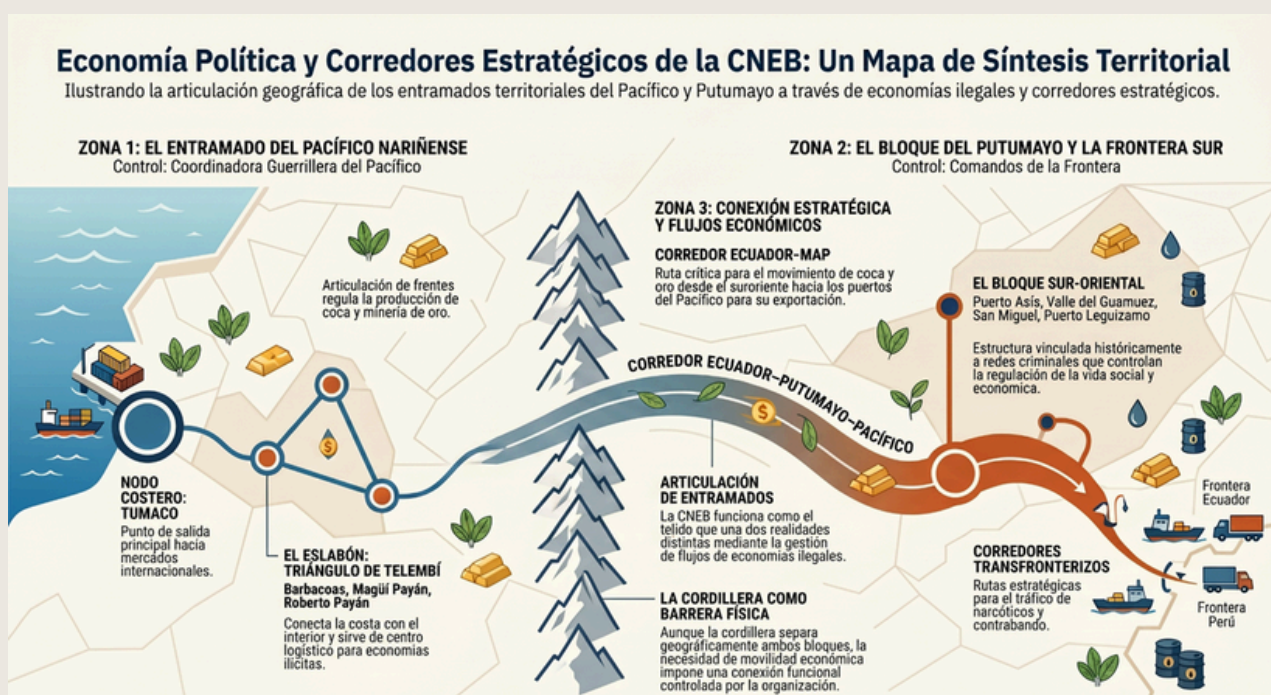 Economía Política y Corredores Estratégicos de la CNEB: Un Mapa de Síntesis Territorial
Ilustrando la articulación geográfica de los entramados territoriales del Pacífico y Putumayo a través de economías ilegales y corredores estratégicos.
ZONA 1: EL ENTRAMADO DEL PACÍFICO NARIÑENSE
Control: Coordinadora Guerrillera del Pacífico
Articulación de frentes
regula la producción de
coca y minería de oro.
NODO
COSTERO:
TUMACO
Punto de salida
principal hacía
mercados
internacionales.
EL ESLABÓN:
TRIÁNGULO DE TELEMBÍ
Barbacoas, Magüí Payán,
Roberto Payán
Conecta la costa con el
interior y sirve de centro
logístico para economías
ilícitas.
ZONA 3: CONEXIÓN ESTRATÉGICA
Y FLUJOS ECONÓMICOS
CORREDOR ECUADOR-MAP
Ruta crítica para el movimiento de coca y
oro desde el suroriente hacia los puertos
del Pacífico para su exportación.
CORREDOR ECUADOR–PUTUMAYO–PACÍFICO
ARTICULACIÓN
DE ENTRAMADOS
La CNEB funciona como el
telido que una dos realidades
distintas mediante la gestión
de flujos de economías ilegales.
LA CORDILLERA COMO
BARRERA FÍSICA
Aunque la cordillera separa
geográficamente ambos bloques, la
necesidad de movilidad económica
impone una conexión funcional
controlada por la organización.
ZONA 2: EL BLOQUE DEL PUTUMAYO Y LA FRONTERA SUR
Control: Comandos de la Frontera
EL BLOQUE SUR-ORIENTAL
Puerto Asís, Valle del Guamuez,
San Miguel, Puerto Leguizamo
Estructura vinculada históricamente
a redes criminales que controlan
la regulación de la vida social y
economica.
CORREDORES
TRANSFRONTERIZOS
Rutas estratégicas
para el tráfico de
narcóticos y
contrabando.
Frontera
Ecuador
Frontera
Perú
$
$